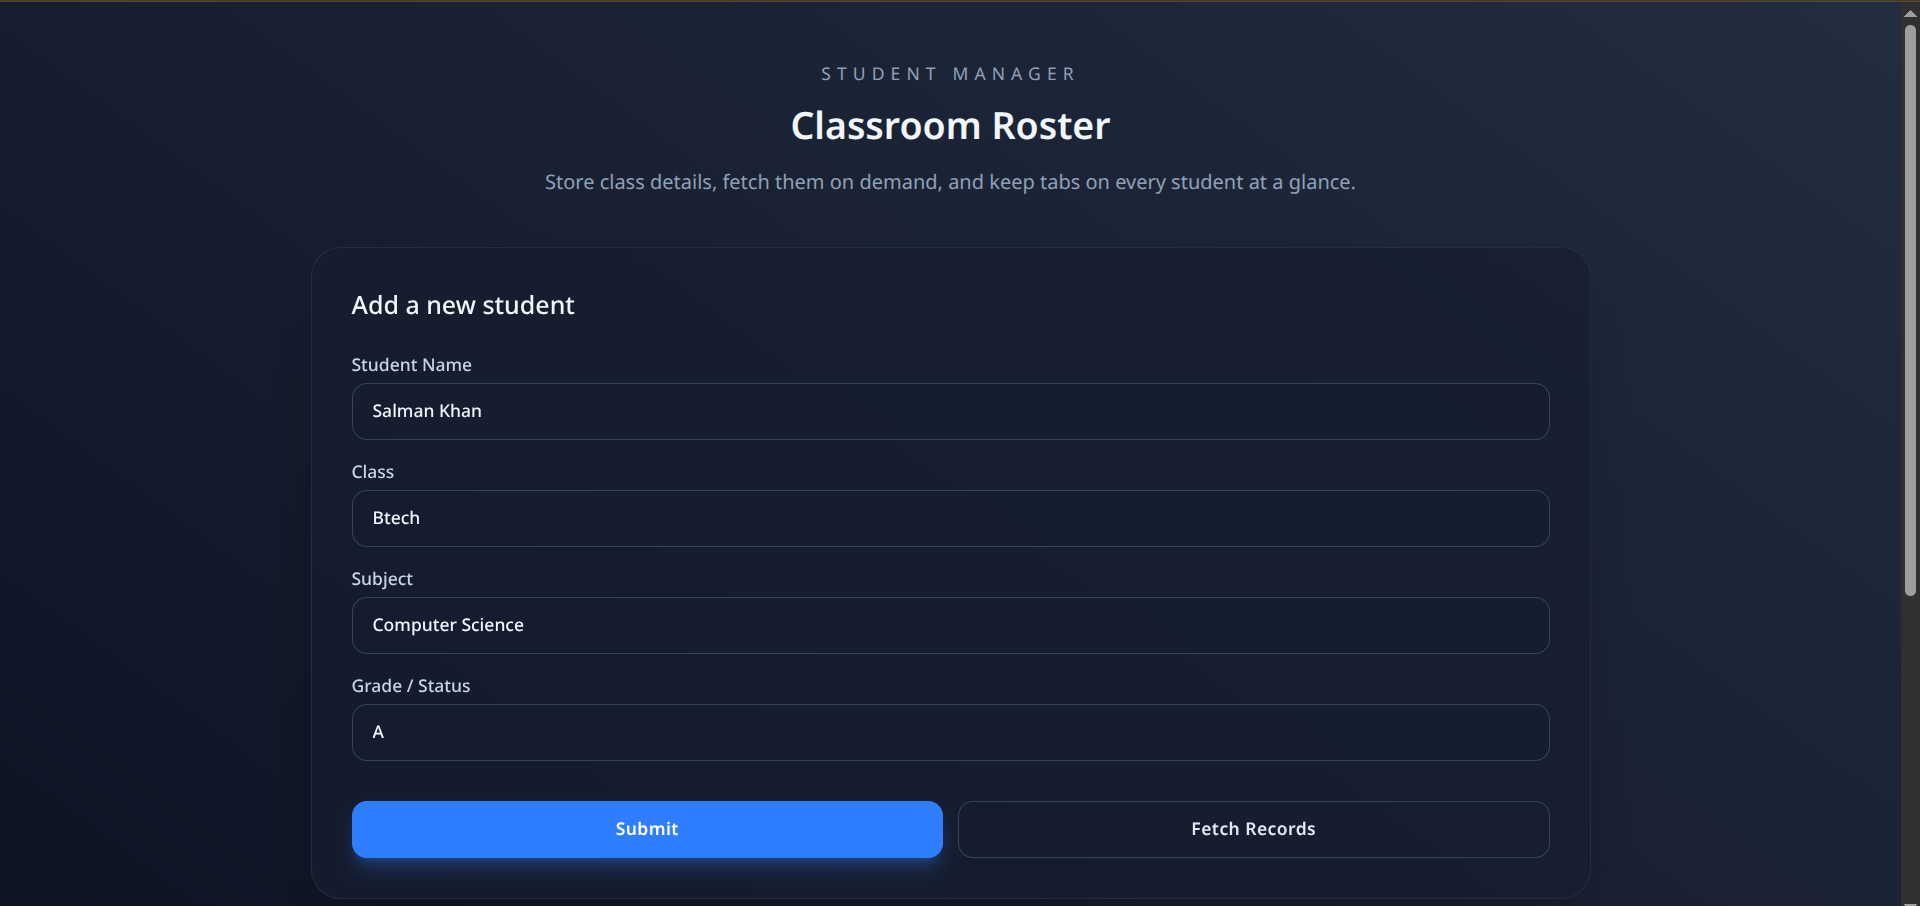 STUDENT MANAGER
Classroom Roster
Store class details, fetch them on demand, and keep tabs on every student at a glance.
Add a new student
Student Name
Salman Khan
Class
Btech
Subject
Computer Science
Grade / Status
A
Submit
Fetch Records